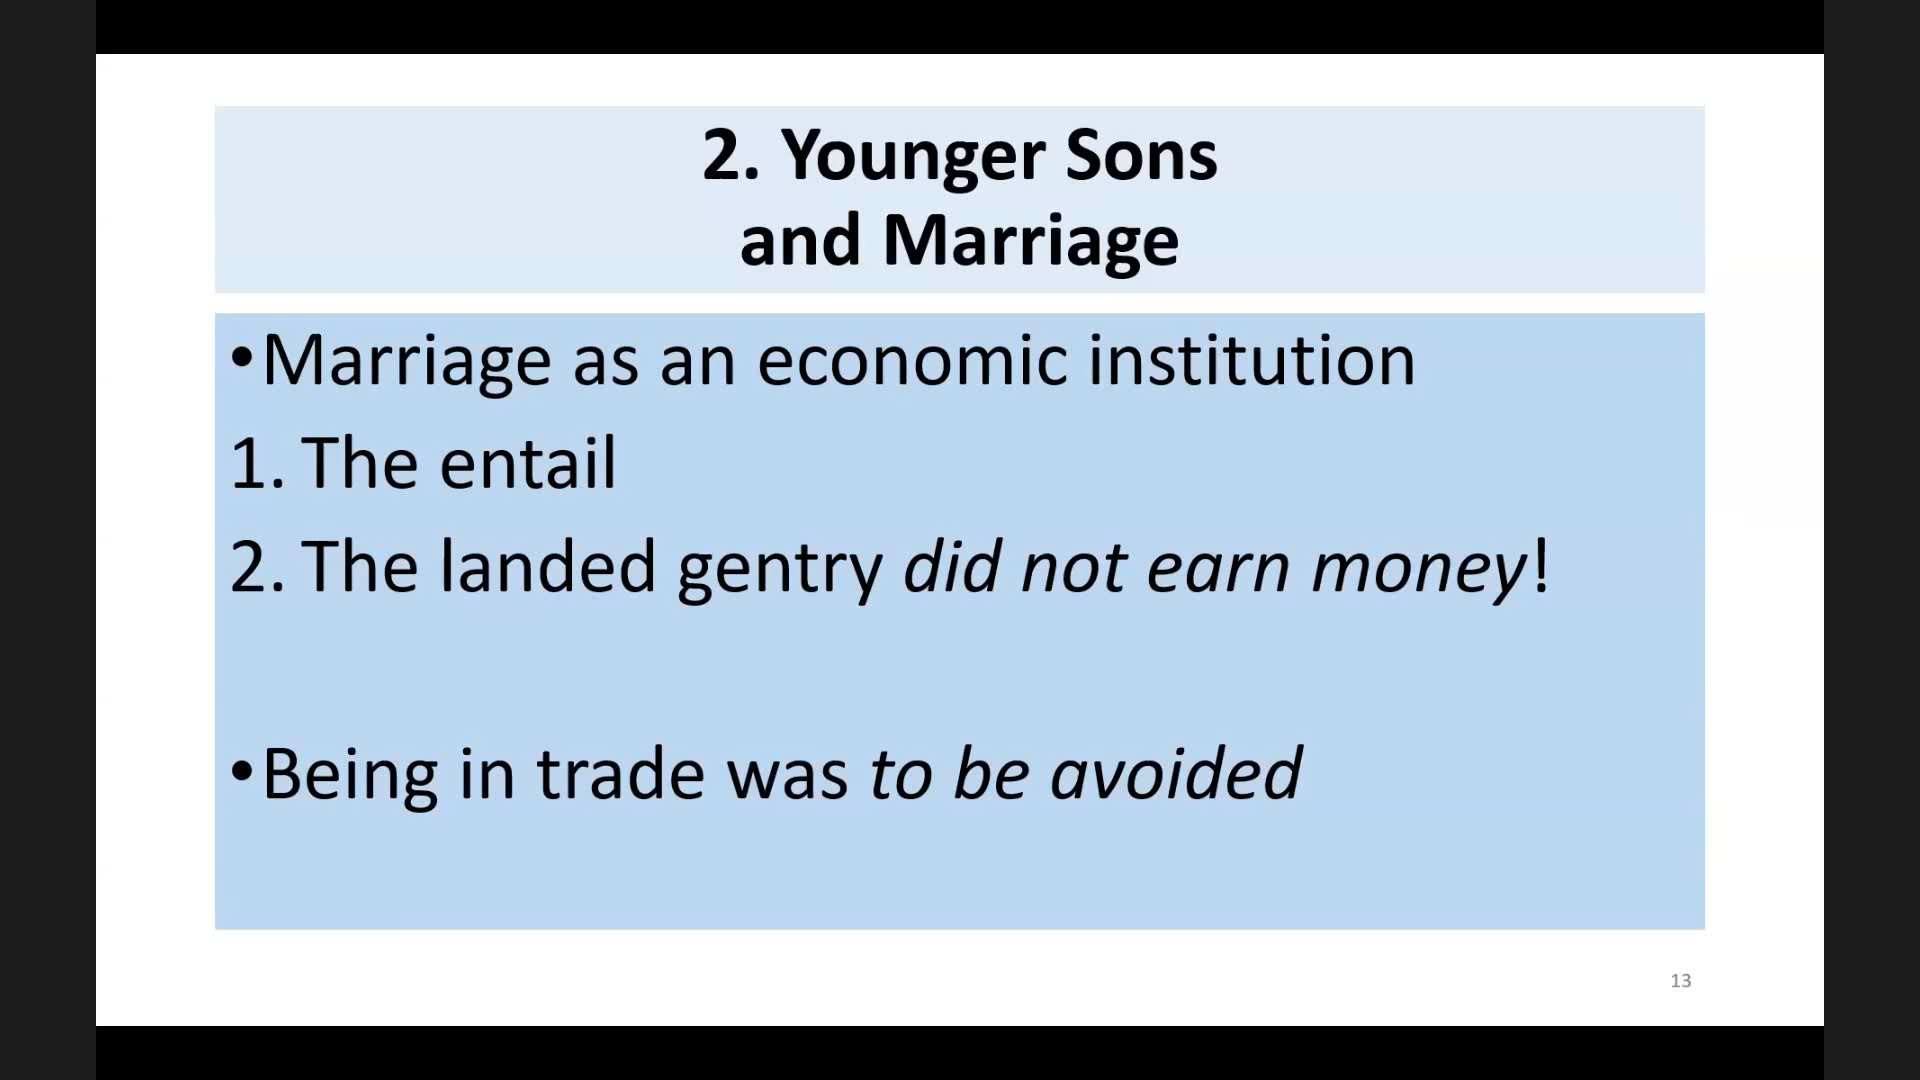 2. Younger Sons
and Marriage
•Marriage as an economic institution
1. The entail
2. The landed gentry did not earn money!
•Being in trade was to be avoided
13